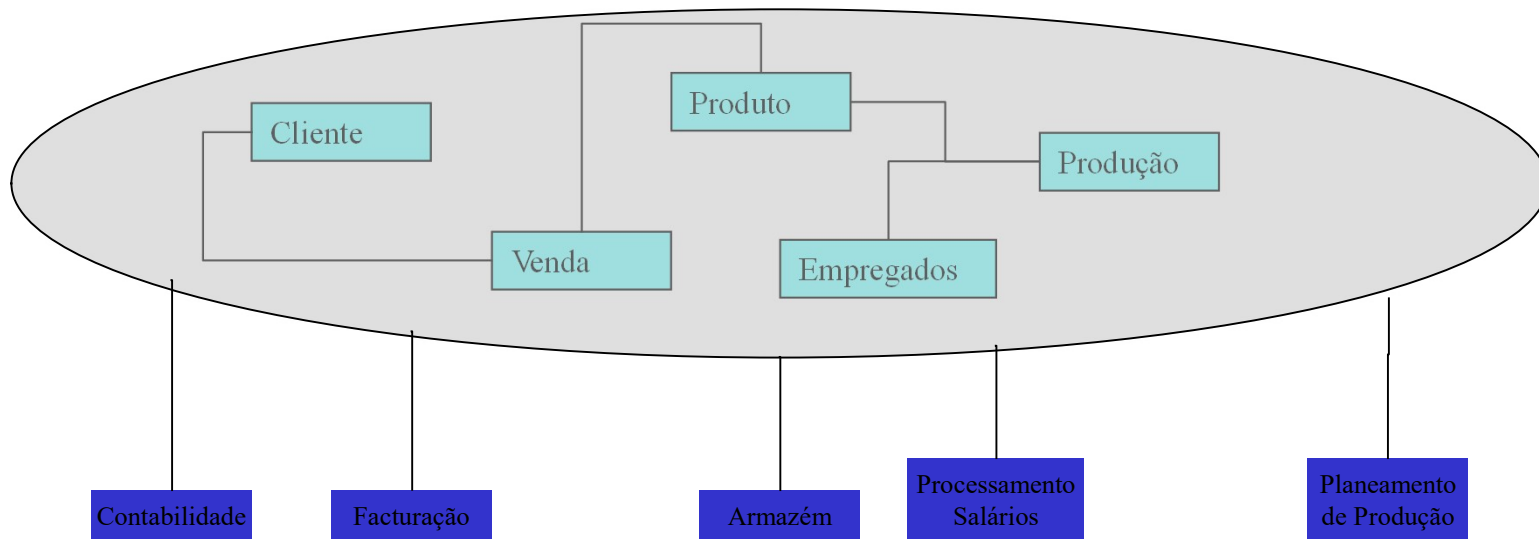 Produto
Cliente
Produção
Venda
Empregados
Contabilidade
Facturação
Armazém
Processamento
Salários
Planeamento
de Produção